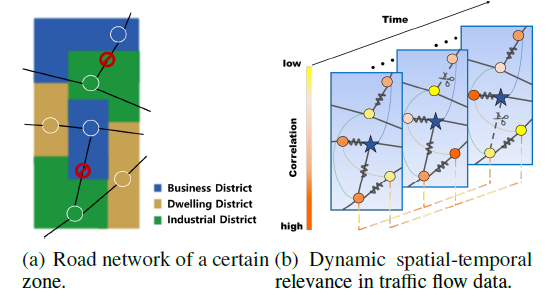 Business District
Dwelling District
Industrial District
Time
low
Correlation
high
(a) Road network of a certain
zone.
(b) Dynamic spatial-temporal
relevance in traffic flow data.